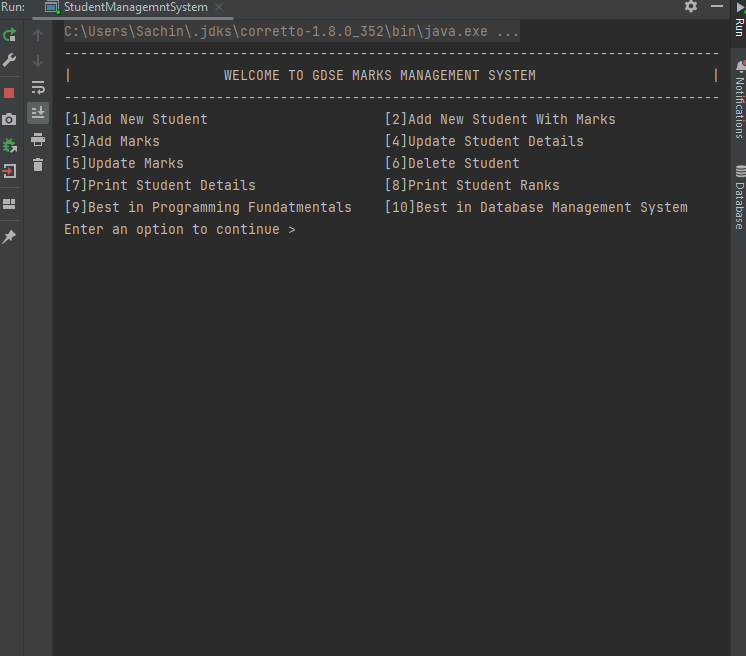 Run: StudentManagemntSystem
C:\Users\Sachin\.jdks\corretto-1.8.0_352\bin\java.exe ...
---------------------------------------------------------------------------------
| WELCOME TO GDSE MARKS MANAGEMENT SYSTEM |
---------------------------------------------------------------------------------
[1]Add New Student [2]Add New Student With Marks
[3]Add Marks [4]Update Student Details
[5]Update Marks [6]Delete Student
[7]Print Student Details [8]Print Student Ranks
[9]Best in Programming Fundatmentals [10]Best in Database Management System
Enter an option to continue >
Run
Notifications
Database